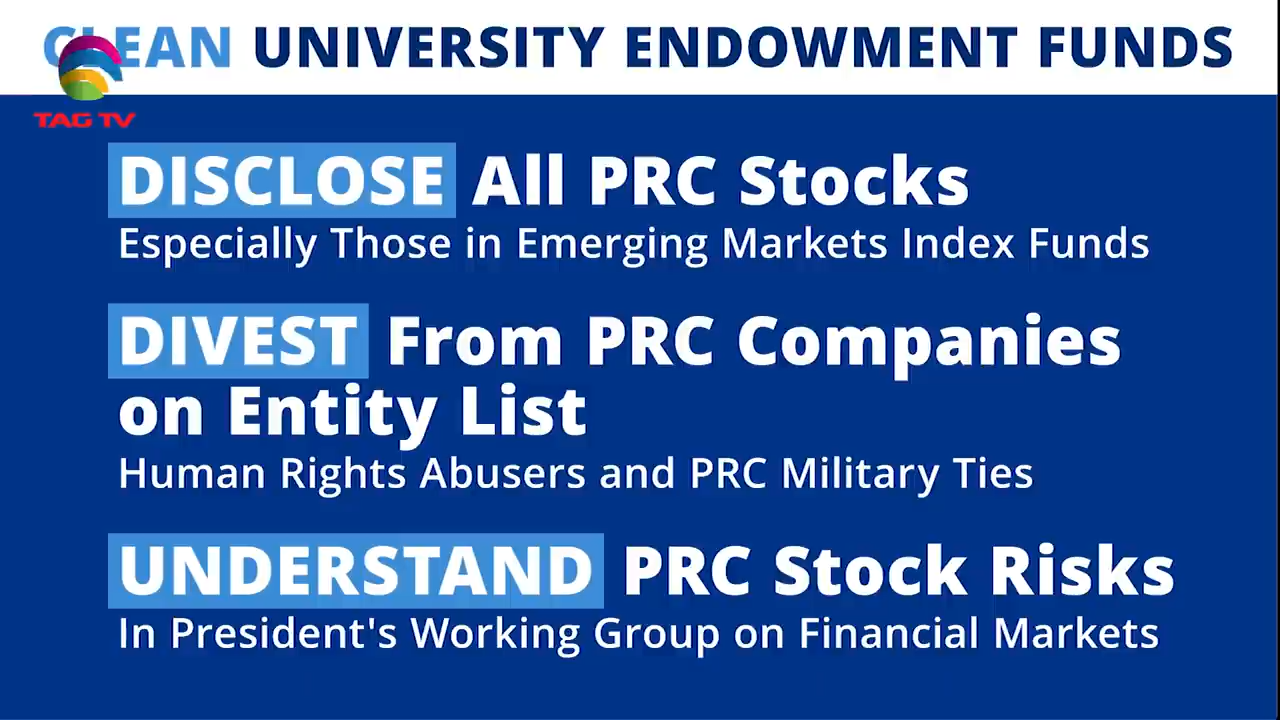 CLEAN UNIVERSITY ENDOWMENT FUNDS
TAG TV
DISCLOSE All PRC Stocks
Especially Those in Emerging Markets Index Funds
DIVEST From PRC Companies
on Entity List
Human Rights Abusers and PRC Military Ties
UNDERSTAND PRC Stock Risks
In President's Working Group on Financial Markets